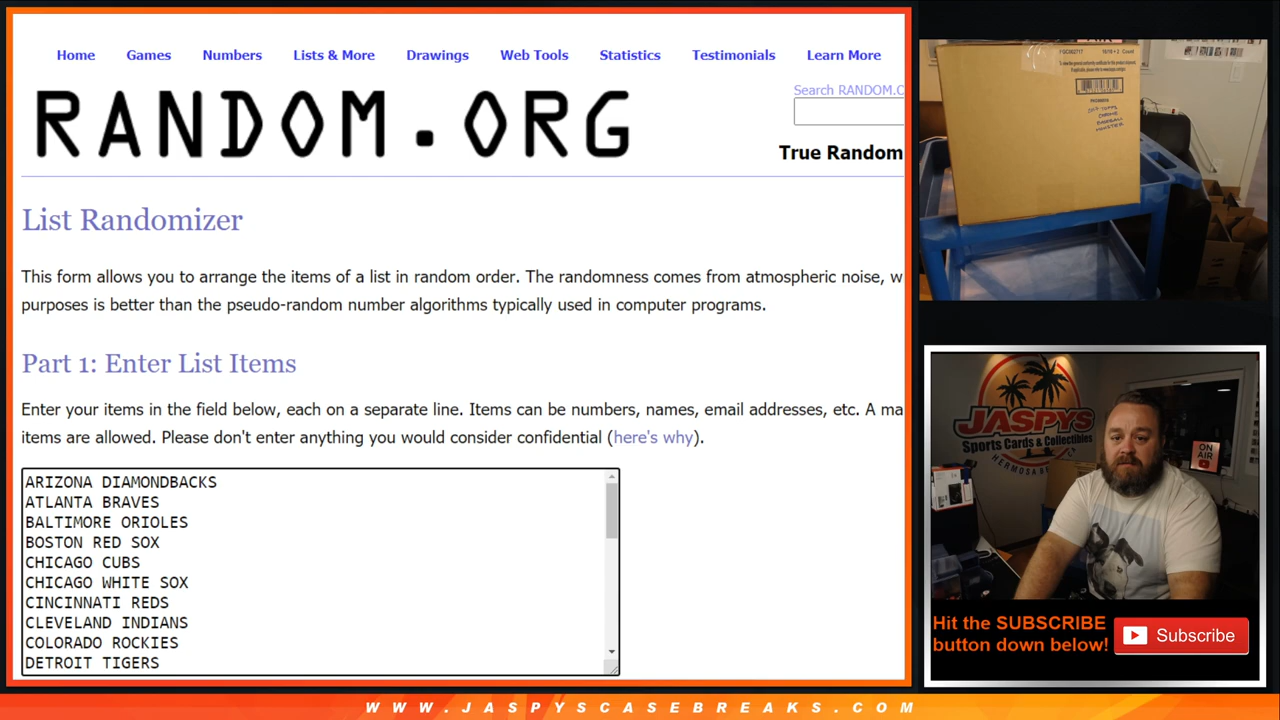 Home Games Numbers Lists & More Drawings Web Tools Statistics Testimonials Learn More
RANDOM.ORG
Search RANDOM.C
True Random
List Randomizer
This form allows you to arrange the items of a list in random order. The randomness comes from atmospheric noise, w
purposes is better than the pseudo-random number algorithms typically used in computer programs.
Part 1: Enter List Items
Enter your items in the field below, each on a separate line. Items can be numbers, names, email addresses, etc. A ma
items are allowed. Please don't enter anything you would consider confidential (here's why).
ARIZONA DIAMONDBACKS
ATLANTA BRAVES
BALTIMORE ORIOLES
BOSTON RED SOX
CHICAGO CUBS
CHICAGO WHITE SOX
CINCINNATI REDS
CLEVELAND INDIANS
COLORADO ROCKIES
DETROIT TIGERS
JASPYS
Sports Cards & Collectibles
ON
AIR
Hit the SUBSCRIBE
button down below!
Subscribe
WWW.JASPYSCASEBREAKS.COM